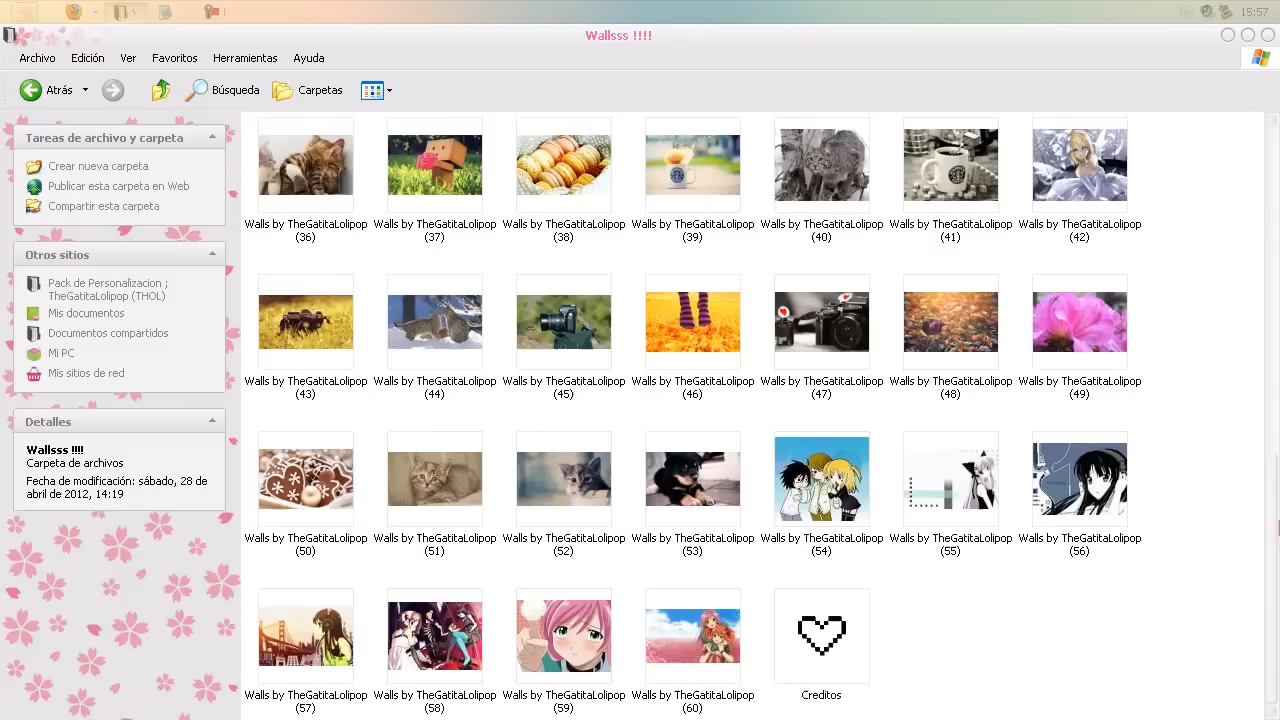 15:57
Wallsss !!!!
Archivo Edición Ver Favoritos Herramientas Ayuda
Atrás Búsqueda Carpetas
Tareas de archivo y carpeta
Crear nueva carpeta
Publicar esta carpeta en Web
Compartir esta carpeta
Otros sitios
Pack de Personalizacion ;
TheGatitaLolipop (THOL)
Mis documentos
Documentos compartidos
Mi PC
Mis sitios de red
Detalles
Wallsss !!!!
Carpeta de archivos
Fecha de modificación: sábado, 28 de
abril de 2012, 14:19
Walls by TheGatitaLolipop (36)
Walls by TheGatitaLolipop (37)
Walls by TheGatitaLolipop (38)
Walls by TheGatitaLolipop (39)
Walls by TheGatitaLolipop (40)
Walls by TheGatitaLolipop (41)
Walls by TheGatitaLolipop (42)
Walls by TheGatitaLolipop (43)
Walls by TheGatitaLolipop (44)
Walls by TheGatitaLolipop (45)
Walls by TheGatitaLolipop (46)
Walls by TheGatitaLolipop (47)
Walls by TheGatitaLolipop (48)
Walls by TheGatitaLolipop (49)
Walls by TheGatitaLolipop (50)
Walls by TheGatitaLolipop (51)
Walls by TheGatitaLolipop (52)
Walls by TheGatitaLolipop (53)
Walls by TheGatitaLolipop (54)
Walls by TheGatitaLolipop (55)
Walls by TheGatitaLolipop (56)
Walls by TheGatitaLolipop (57)
Walls by TheGatitaLolipop (58)
Walls by TheGatitaLolipop (59)
Walls by TheGatitaLolipop (60)
Creditos